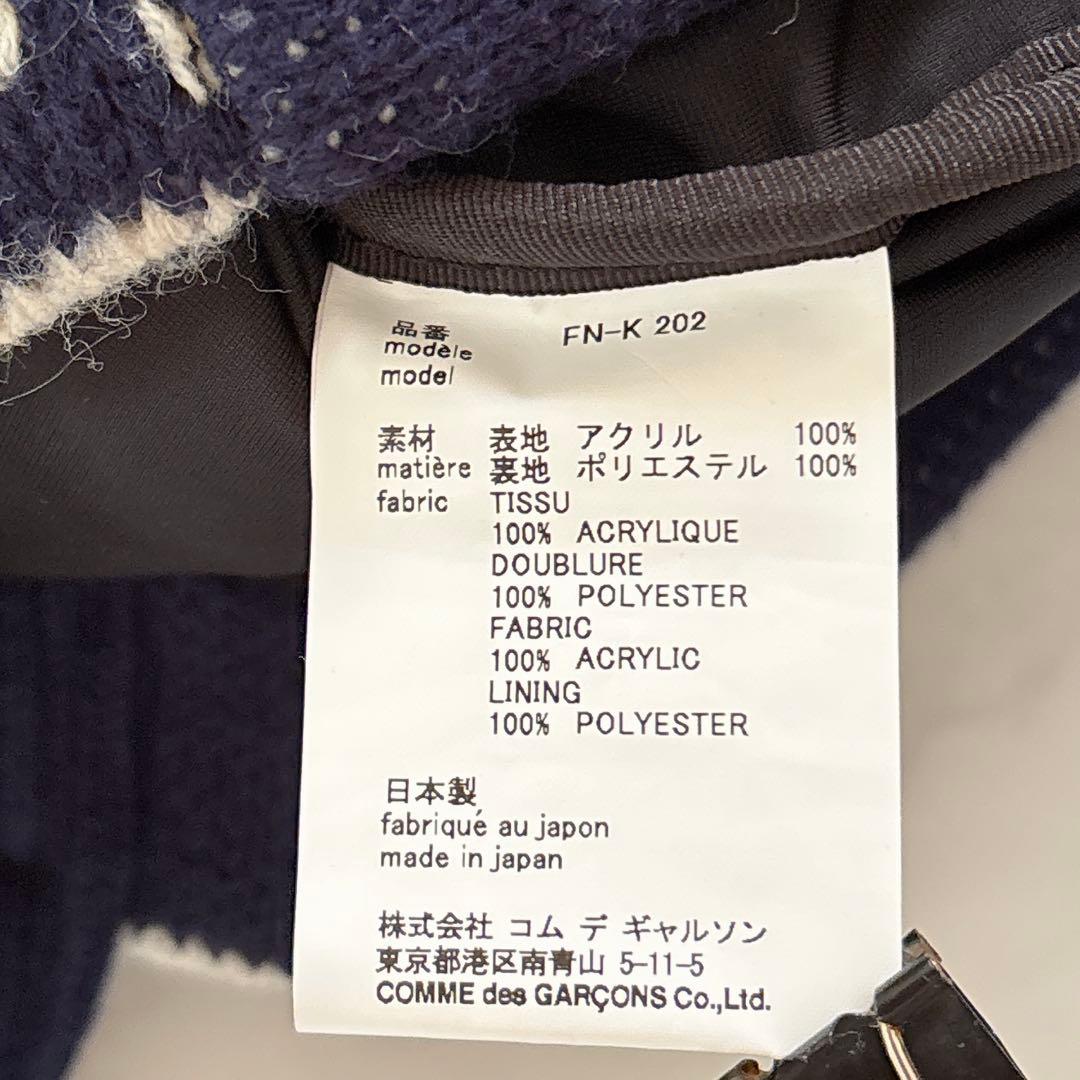 品番 FN-K 202
modèle
model
素材 表地 アクリル 100%
matière 裏地 ポリエステル 100%
fabric TISSU
100% ACRYLIQUE
DOUBLURE
100% POLYESTER
FABRIC
100% ACRYLIC
LINING
100% POLYESTER
日本製
fabriqué au japon
made in japan
株式会社 コム デ ギャルソン
東京都港区南青山 5-11-5
COMME des GARÇONS Co.,Ltd.